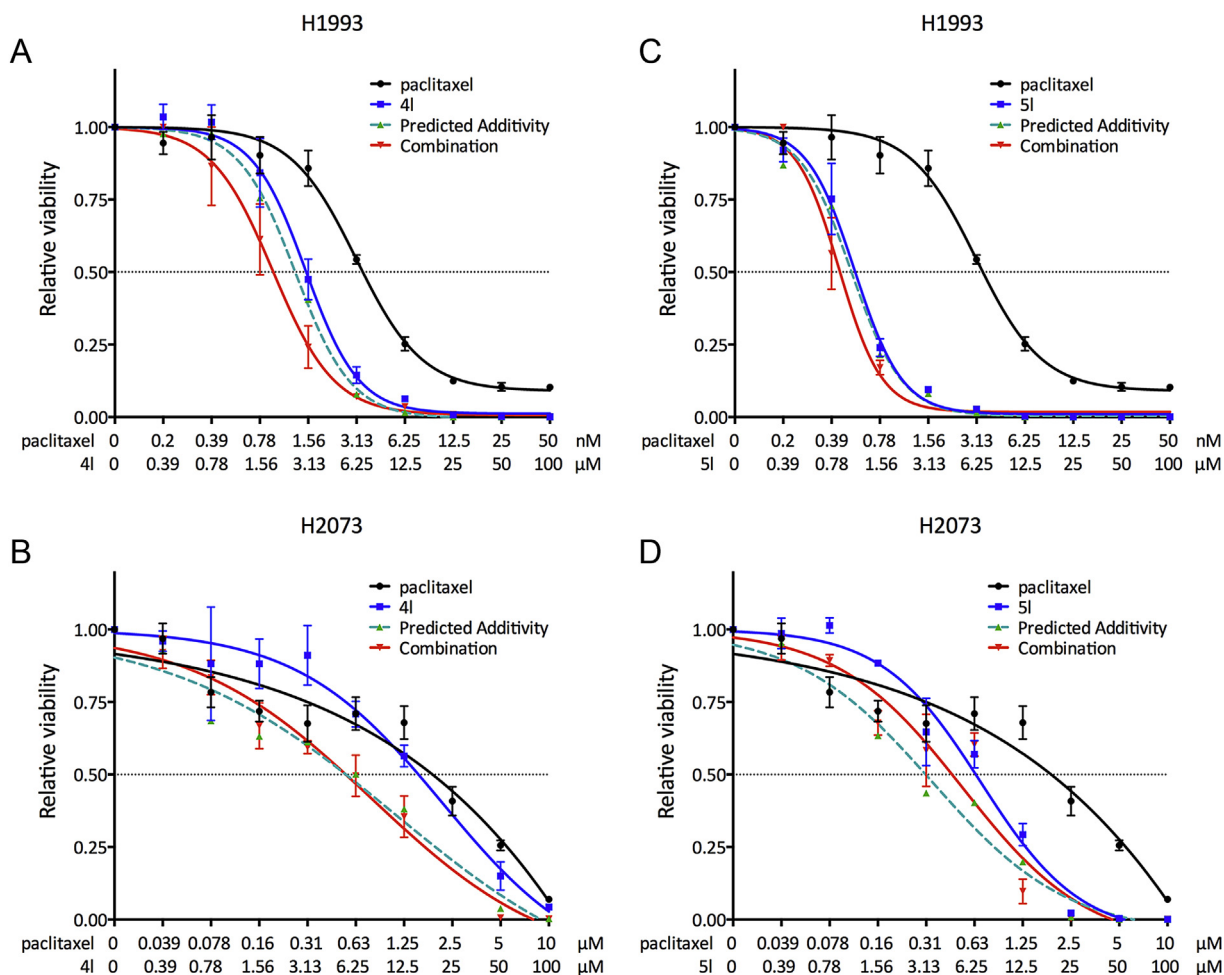 H1993
A
paclitaxel
4l
Predicted Additivity
Combination
1.00
0.75
0.50
0.25
0.00
Relative viability
paclitaxel 0 0.2 0.39 0.78 1.56 3.13 6.25 12.5 25 50 nM
4l 0 0.39 0.78 1.56 3.13 6.25 12.5 25 50 100 µM
H1993
C
paclitaxel
5l
Predicted Additivity
Combination
1.00
0.75
0.50
0.25
0.00
Relative viability
paclitaxel 0 0.2 0.39 0.78 1.56 3.13 6.25 12.5 25 50 nM
5l 0 0.39 0.78 1.56 3.13 6.25 12.5 25 50 100 µM
H2073
B
paclitaxel
4l
Predicted Additivity
Combination
1.00
0.75
0.50
0.25
0.00
Relative viability
paclitaxel 0 0.039 0.078 0.16 0.31 0.63 1.25 2.5 5 10 µM
4l 0 0.39 0.78 1.56 3.13 6.25 12.5 25 50 100 µM
H2073
D
paclitaxel
5l
Predicted Additivity
Combination
1.00
0.75
0.50
0.25
0.00
Relative viability
paclitaxel 0 0.039 0.078 0.16 0.31 0.63 1.25 2.5 5 10 µM
5l 0 0.39 0.78 1.56 3.13 6.25 12.5 25 50 100 µM